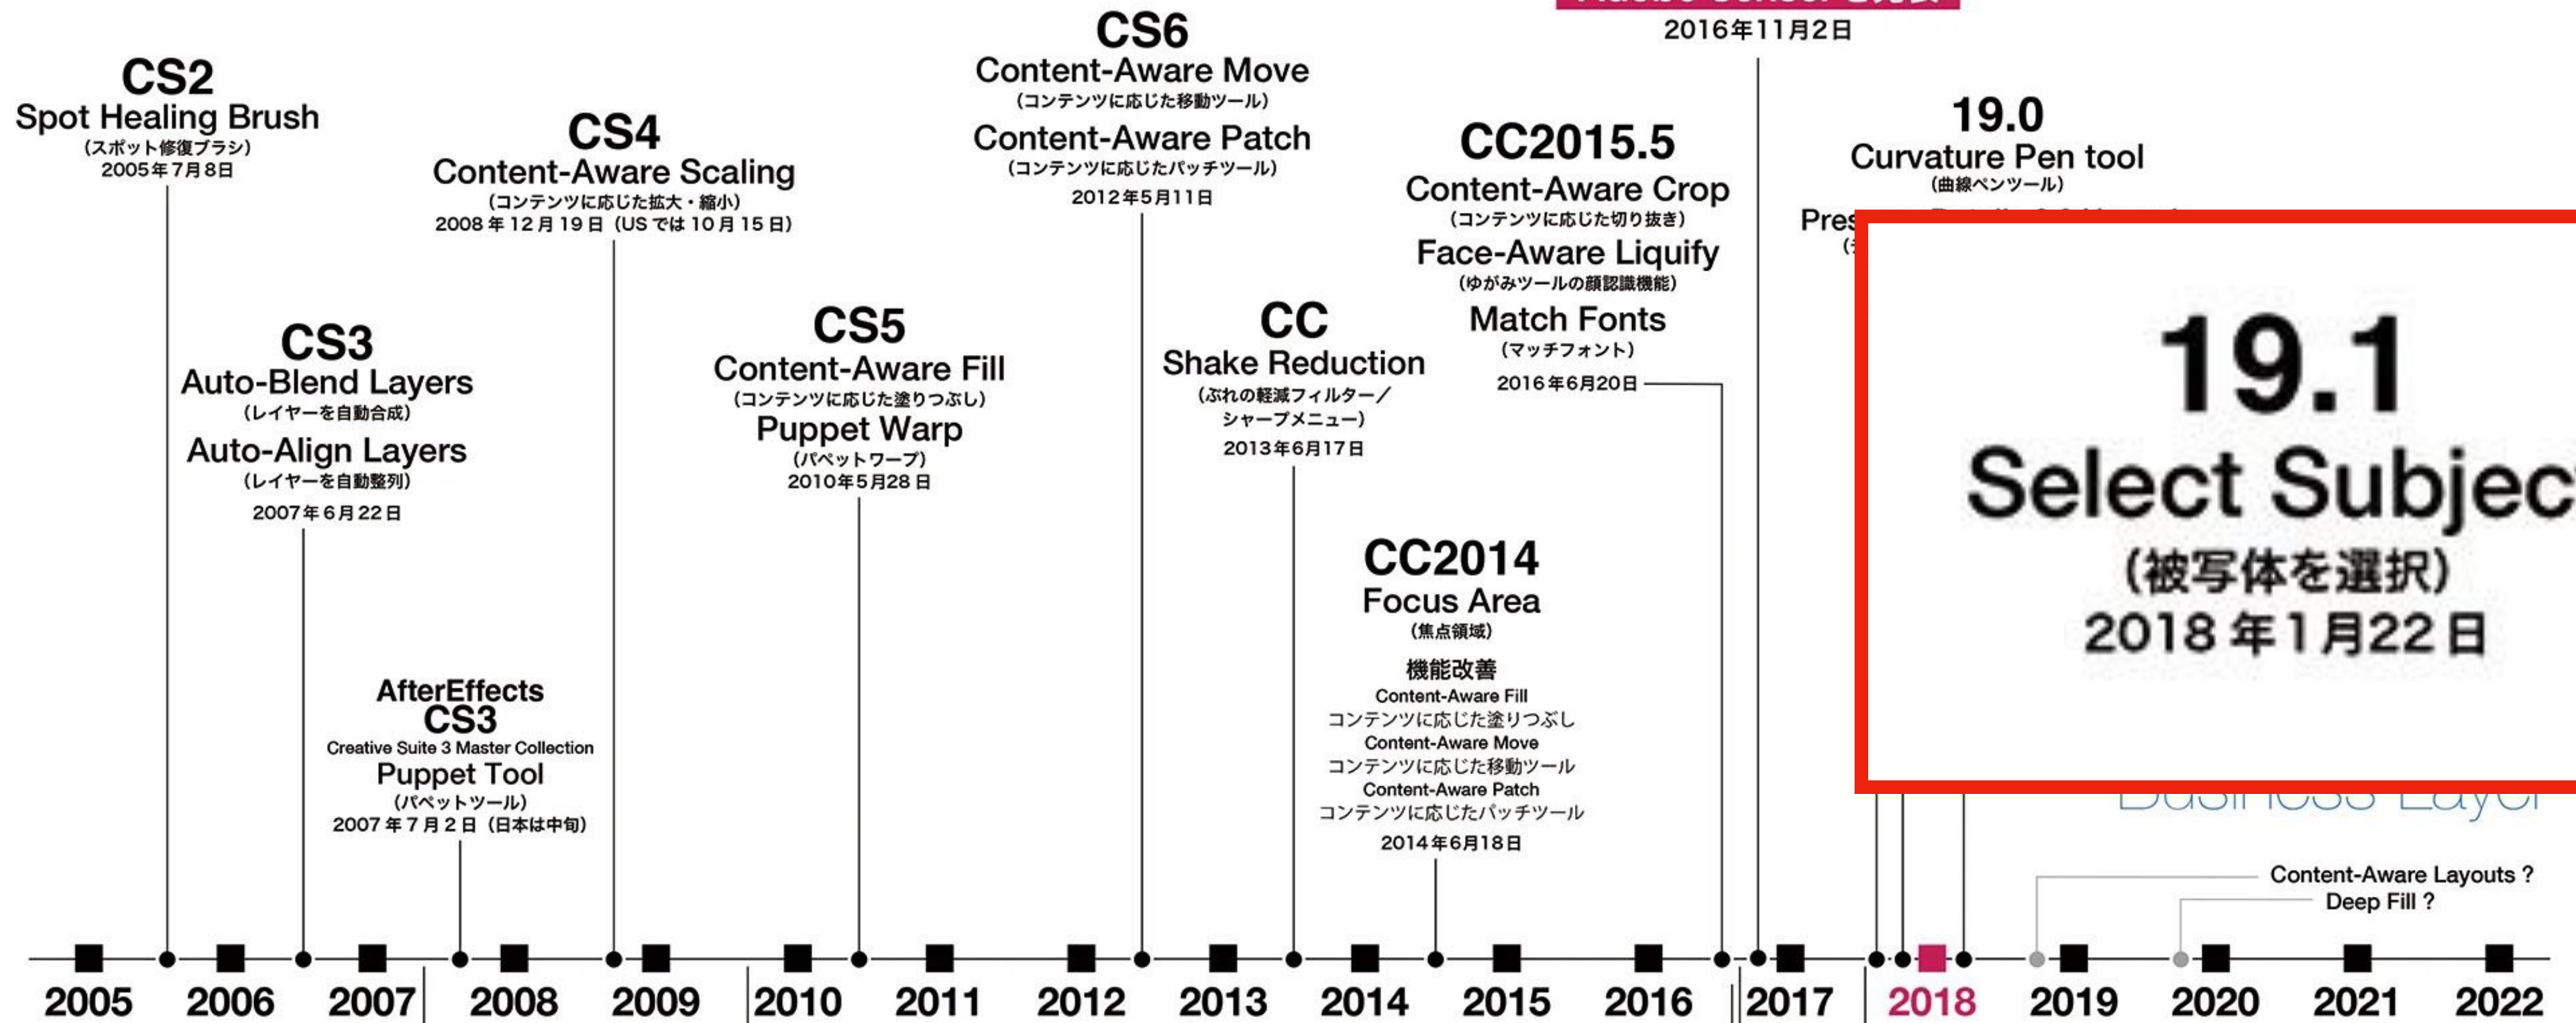 2016年11月2日
CS2
Spot Healing Brush
（スポット修復ブラシ）
2005年7月8日
CS3
Auto-Blend Layers
（レイヤーを自動合成）
Auto-Align Layers
（レイヤーを自動整列）
2007年6月22日
AfterEffects
CS3
Creative Suite 3 Master Collection
Puppet Tool
（パペットツール）
2007年7月2日（日本は中旬）
CS4
Content-Aware Scaling
（コンテンツに応じた拡大・縮小）
2008年12月19日（USでは10月15日）
CS5
Content-Aware Fill
（コンテンツに応じた塗りつぶし）
Puppet Warp
（パペットワープ）
2010年5月28日
CS6
Content-Aware Move
（コンテンツに応じた移動ツール）
Content-Aware Patch
（コンテンツに応じたパッチツール）
2012年5月11日
CC
Shake Reduction
（ぶれの軽減フィルター／
シャープメニュー）
2013年6月17日
CC2014
Focus Area
（焦点領域）
機能改善
Content-Aware Fill
コンテンツに応じた塗りつぶし
Content-Aware Move
コンテンツに応じた移動ツール
Content-Aware Patch
コンテンツに応じたパッチツール
2014年6月18日
CC2015.5
Content-Aware Crop
（コンテンツに応じた切り抜き）
Face-Aware Liquify
（ゆがみツールの顔認識機能）
Match Fonts
（マッチフォント）
2016年6月20日
19.0
Curvature Pen tool
（曲線ペンツール）
Pres
19.1
Select Subjec
（被写体を選択）
2018年1月22日
Business Layer
Content-Aware Layouts ?
Deep Fill ?
2005 2006 2007 2008 2009 2010 2011 2012 2013 2014 2015 2016 2017 2018 2019 2020 2021 2022